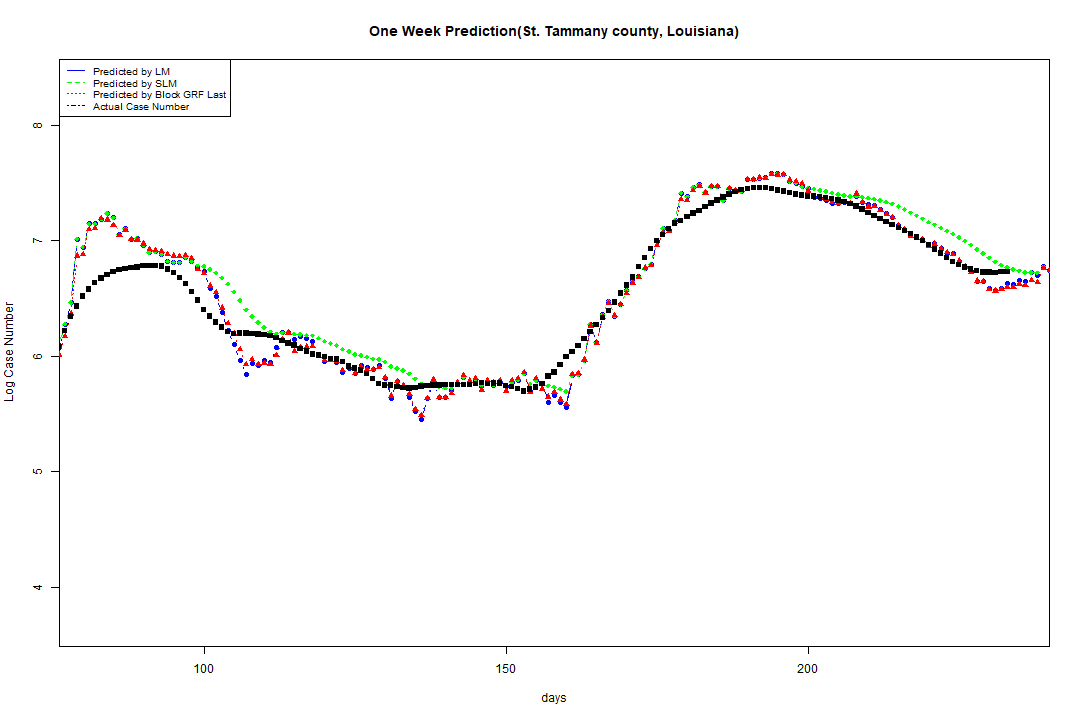 One Week Prediction(St. Tammany county, Louisiana)
Predicted by LM
Predicted by SLM
Predicted by Block GRF Last
Actual Case Number
8
7
6
5
4
Log Case Number
100
150
200
days